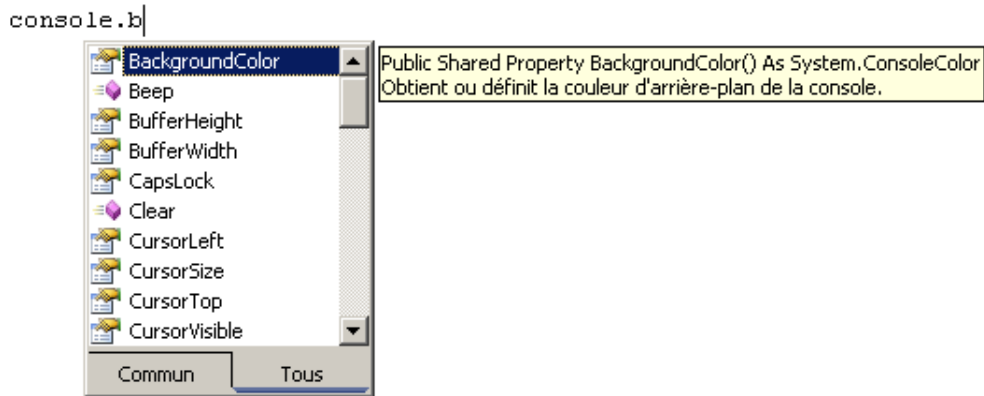 console.b
BackgroundColor
Public Shared Property BackgroundColor() As System.ConsoleColor
Obtient ou définit la couleur d'arrière-plan de la console.
Beep
BufferHeight
BufferWidth
CapsLock
Clear
CursorLeft
CursorSize
CursorTop
CursorVisible
Commun Tous